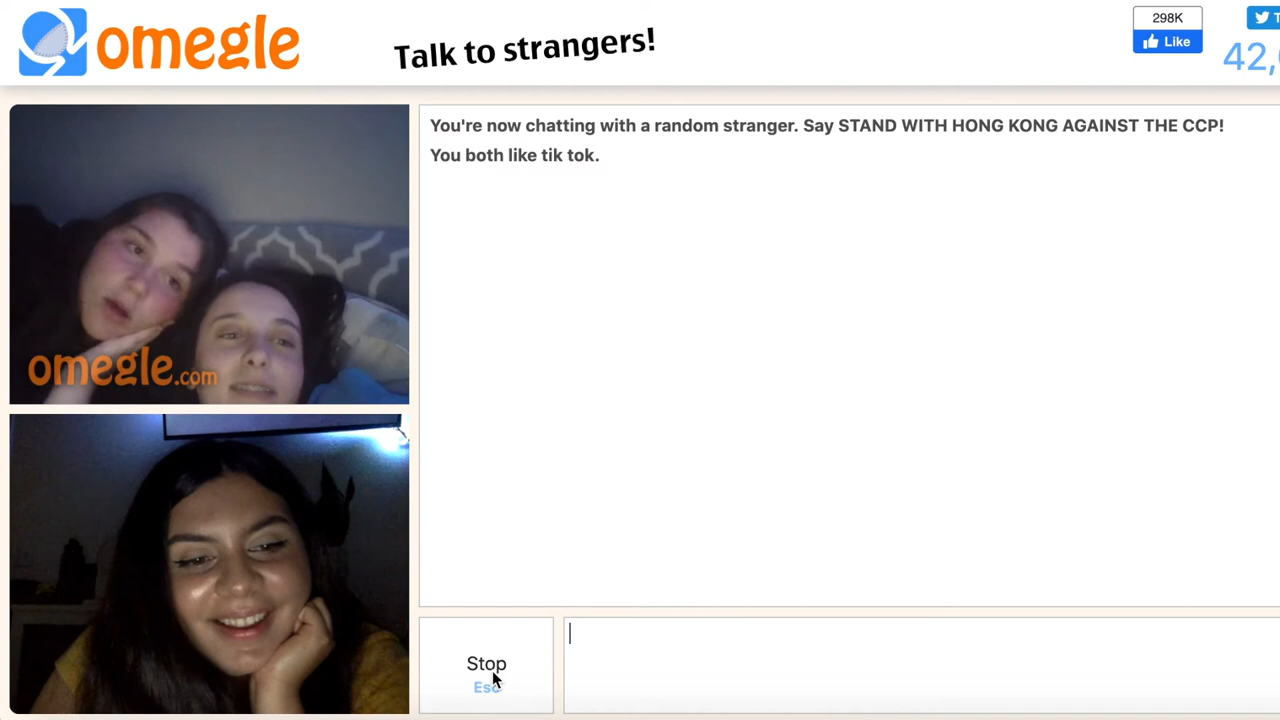 omegle
Talk to strangers!
298K
Like
42,
You're now chatting with a random stranger. Say STAND WITH HONG KONG AGAINST THE CCP!
You both like tik tok.
omegle.com
Stop